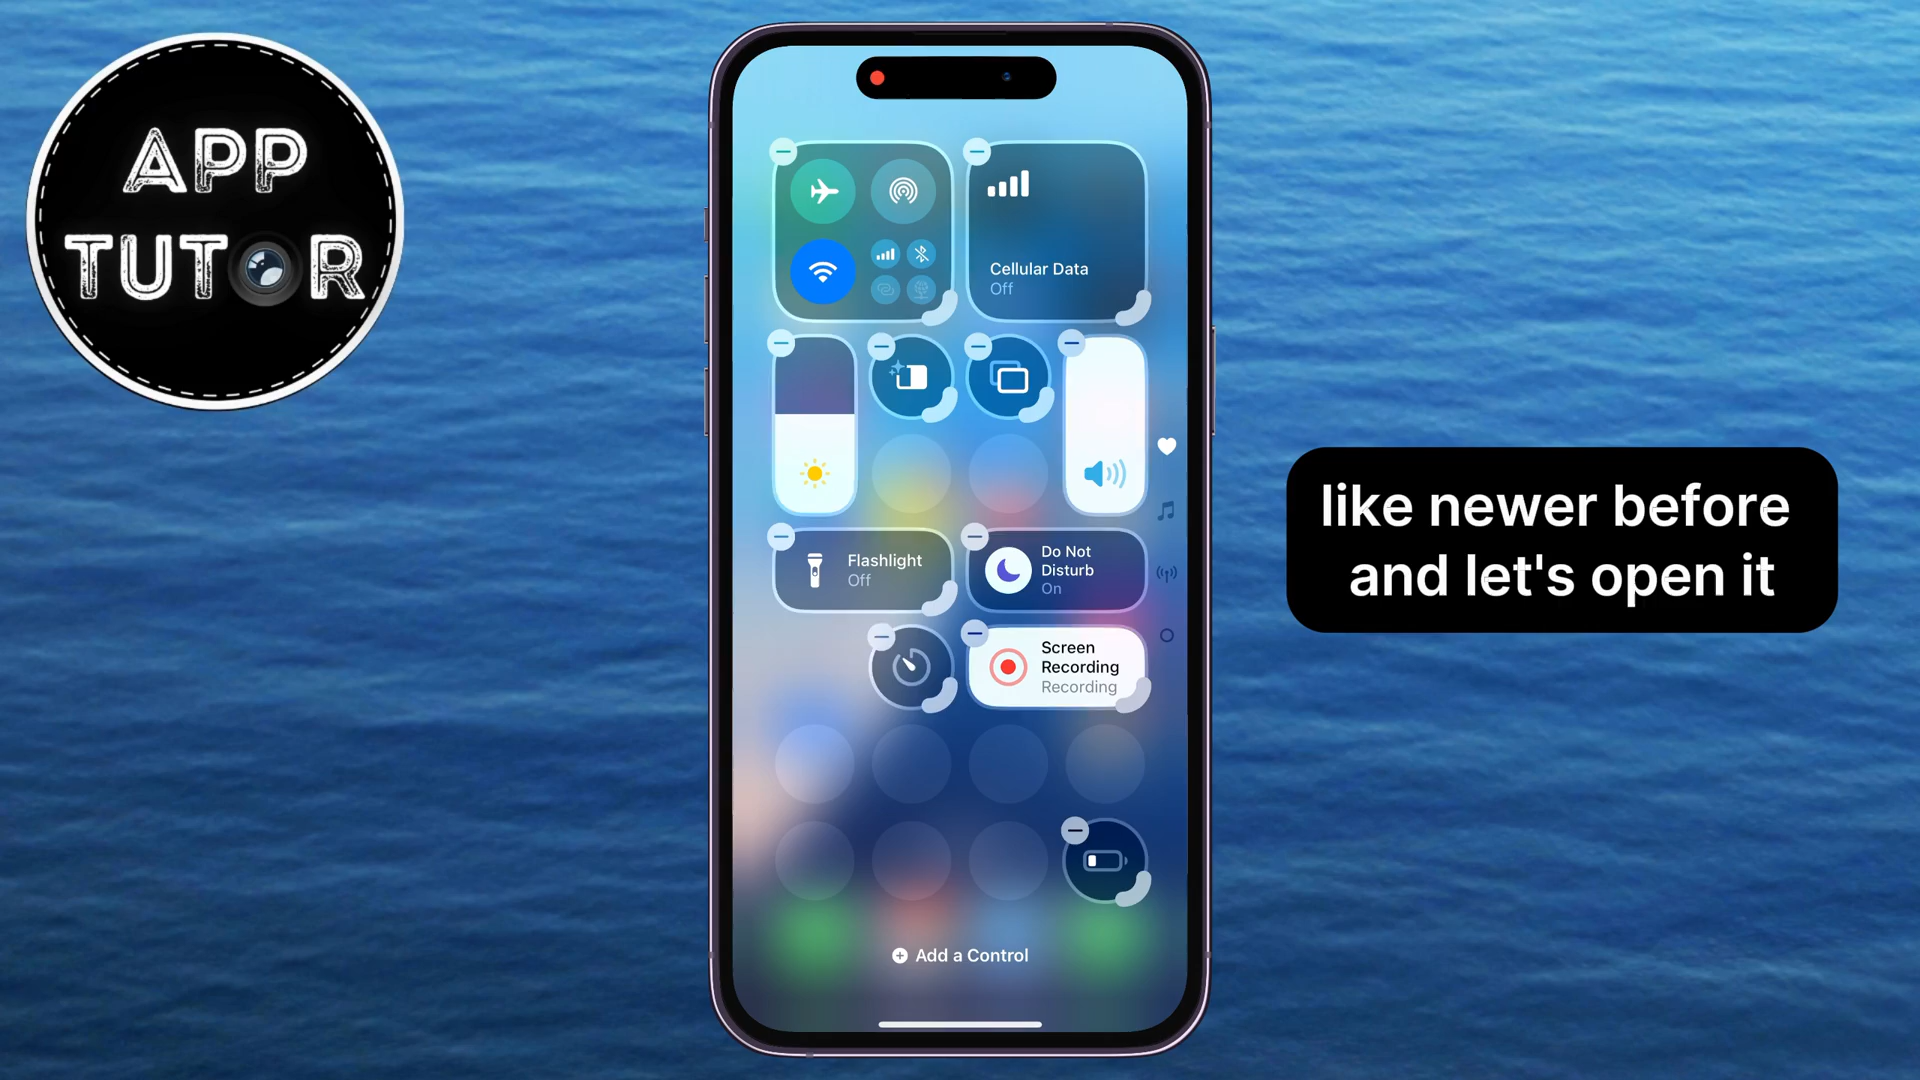 APP
TUTOR
Cellular Data
Off
Flashlight
Off
Do Not
Disturb
On
Screen
Recording
Recording
Add a Control
like newer before
and let's open it